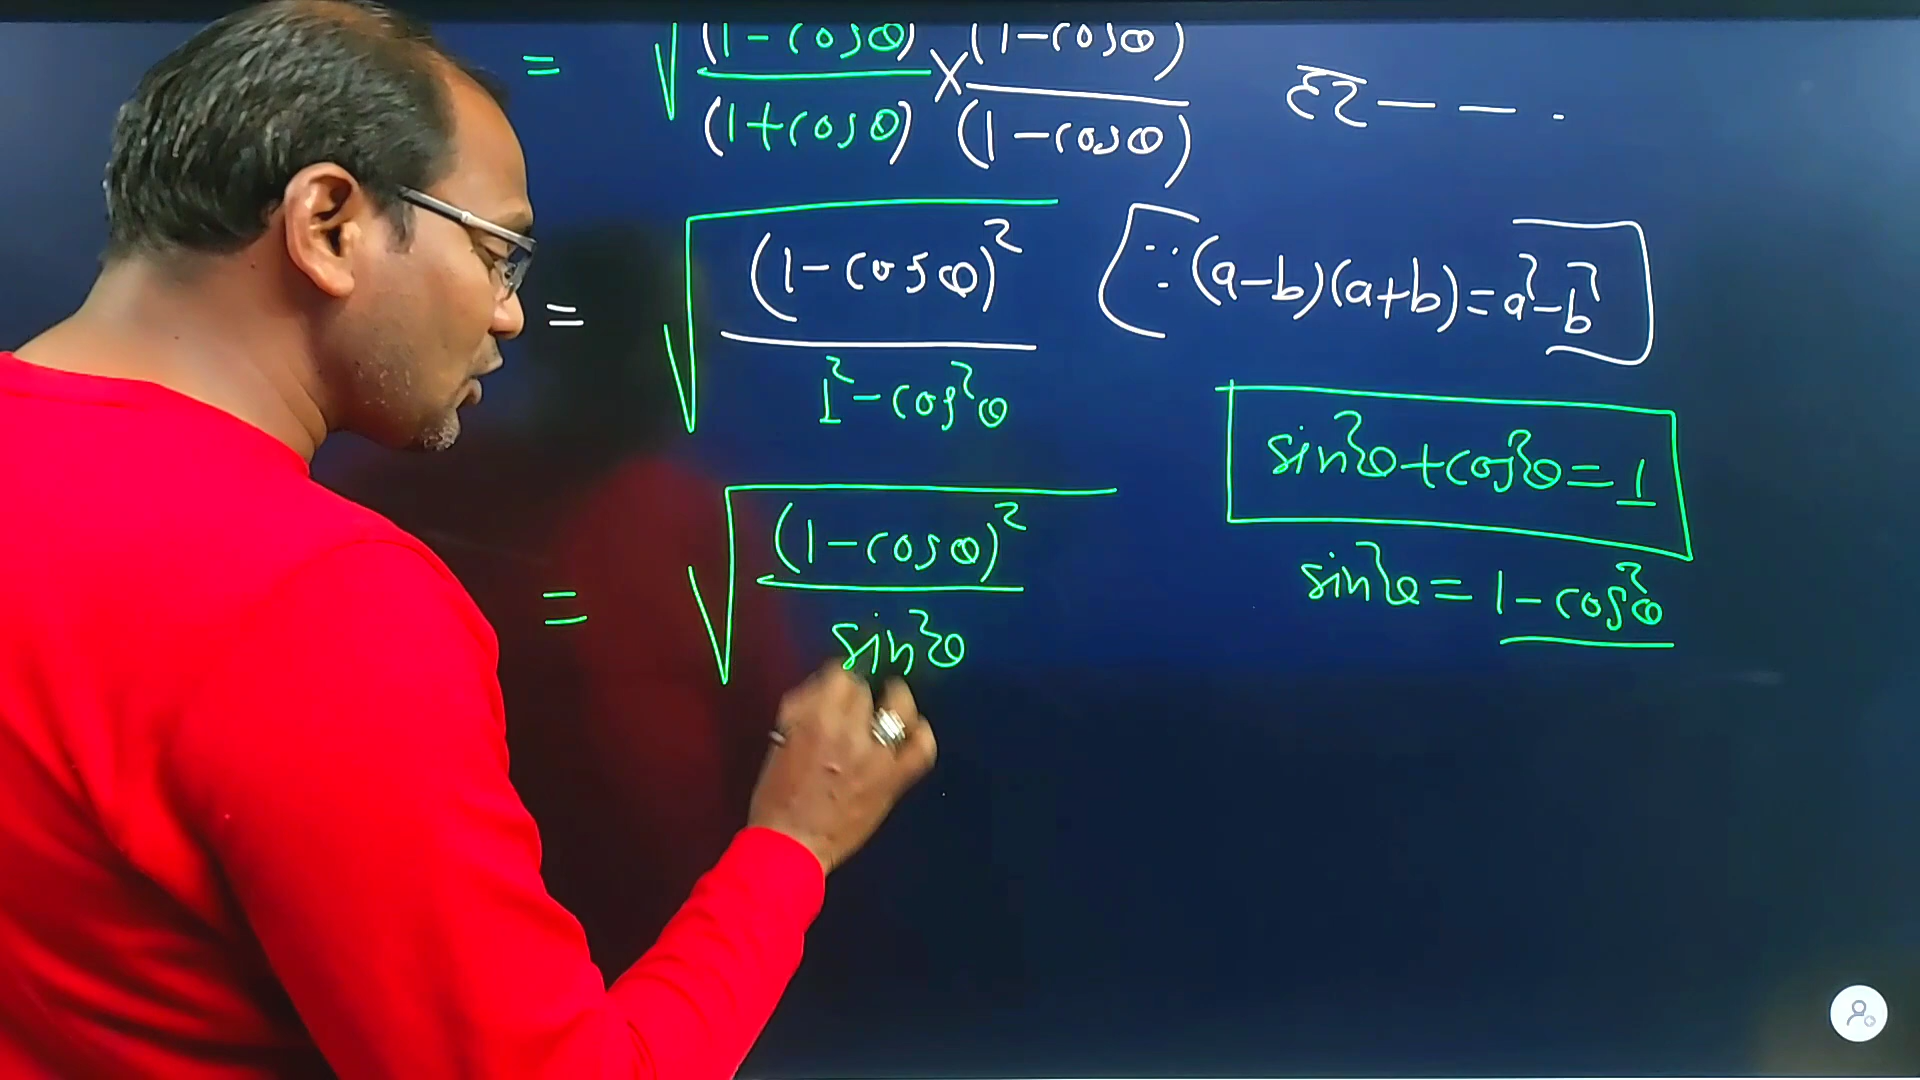 = √((1-cosθ)/(1+cosθ) × (1-cosθ)/(1-cosθ)) हर — — .
= √((1-cosθ)²/(1²-cos²θ)) [∵ (a-b)(a+b)=a²-b²]
sin²θ+cos²θ=1
= √((1-cosθ)²/sin²θ) sin²θ = 1-cos²θ